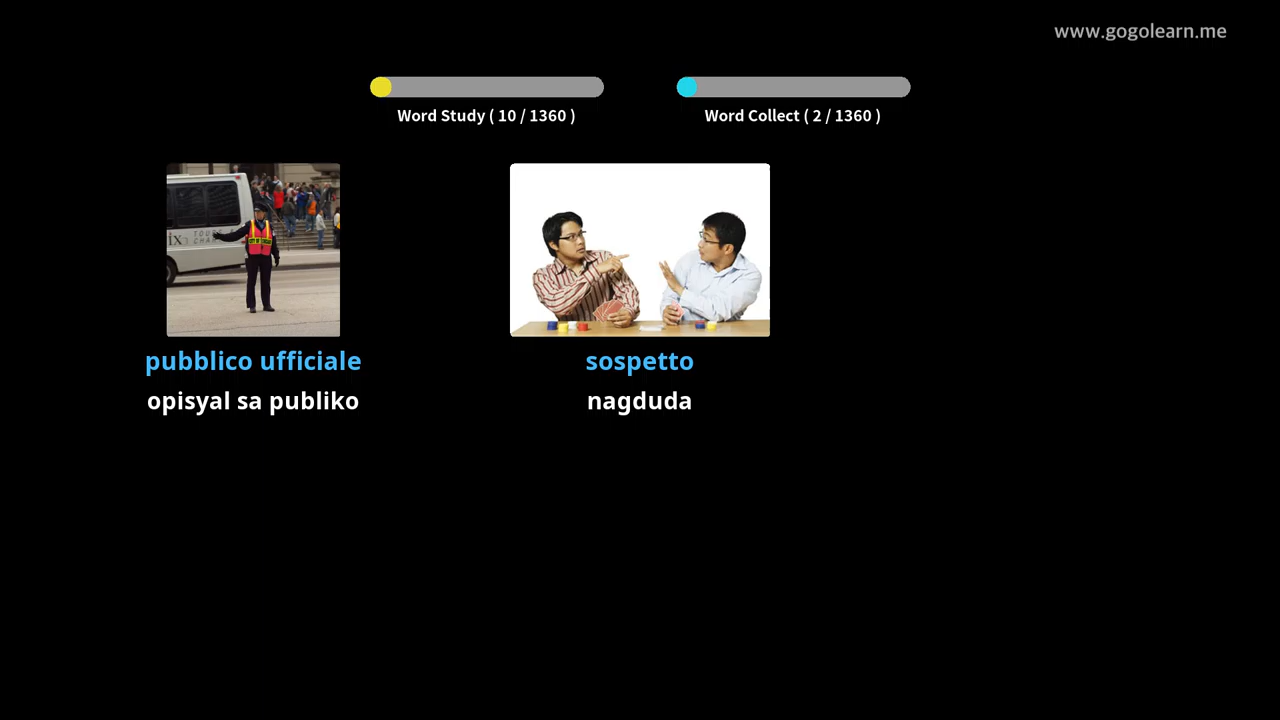 www.gogolearn.me
Word Study ( 10 / 1360 )
Word Collect ( 2 / 1360 )
pubblico ufficiale
opisyal sa publiko
sospetto
nagduda